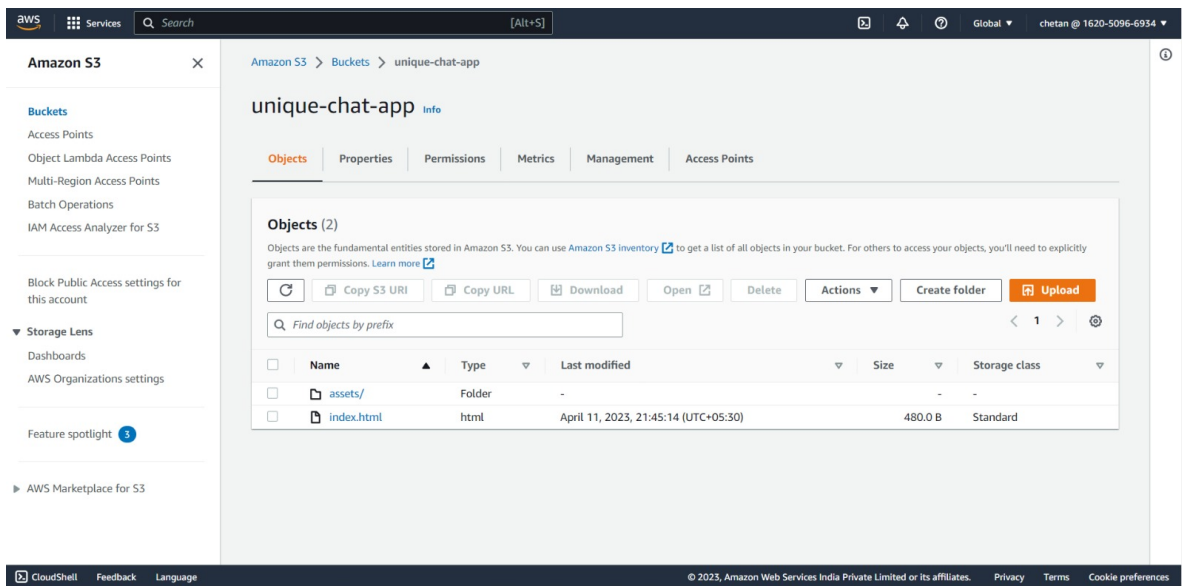 aws Services Search [Alt+S] Global ▼ chetan @ 1620-5096-6934 ▼
Amazon S3
Buckets
Access Points
Object Lambda Access Points
Multi-Region Access Points
Batch Operations
IAM Access Analyzer for S3
Block Public Access settings for
this account
Storage Lens
Dashboards
AWS Organizations settings
Feature spotlight 3
AWS Marketplace for S3
Amazon S3 > Buckets > unique-chat-app
unique-chat-app Info
Objects Properties Permissions Metrics Management Access Points
Objects (2)
Objects are the fundamental entities stored in Amazon S3. You can use Amazon S3 inventory to get a list of all objects in your bucket. For others to access your objects, you'll need to explicitly
grant them permissions. Learn more
Copy S3 URI Copy URL Download Open Delete Actions ▼ Create folder Upload
Find objects by prefix < 1 >
Name ▲ Type ▽ Last modified ▽ Size ▽ Storage class ▽
assets/ Folder - - -
index.html html April 11, 2023, 21:45:14 (UTC+05:30) 480.0 B Standard
CloudShell Feedback Language © 2023, Amazon Web Services India Private Limited or its affiliates. Privacy Terms Cookie preferences